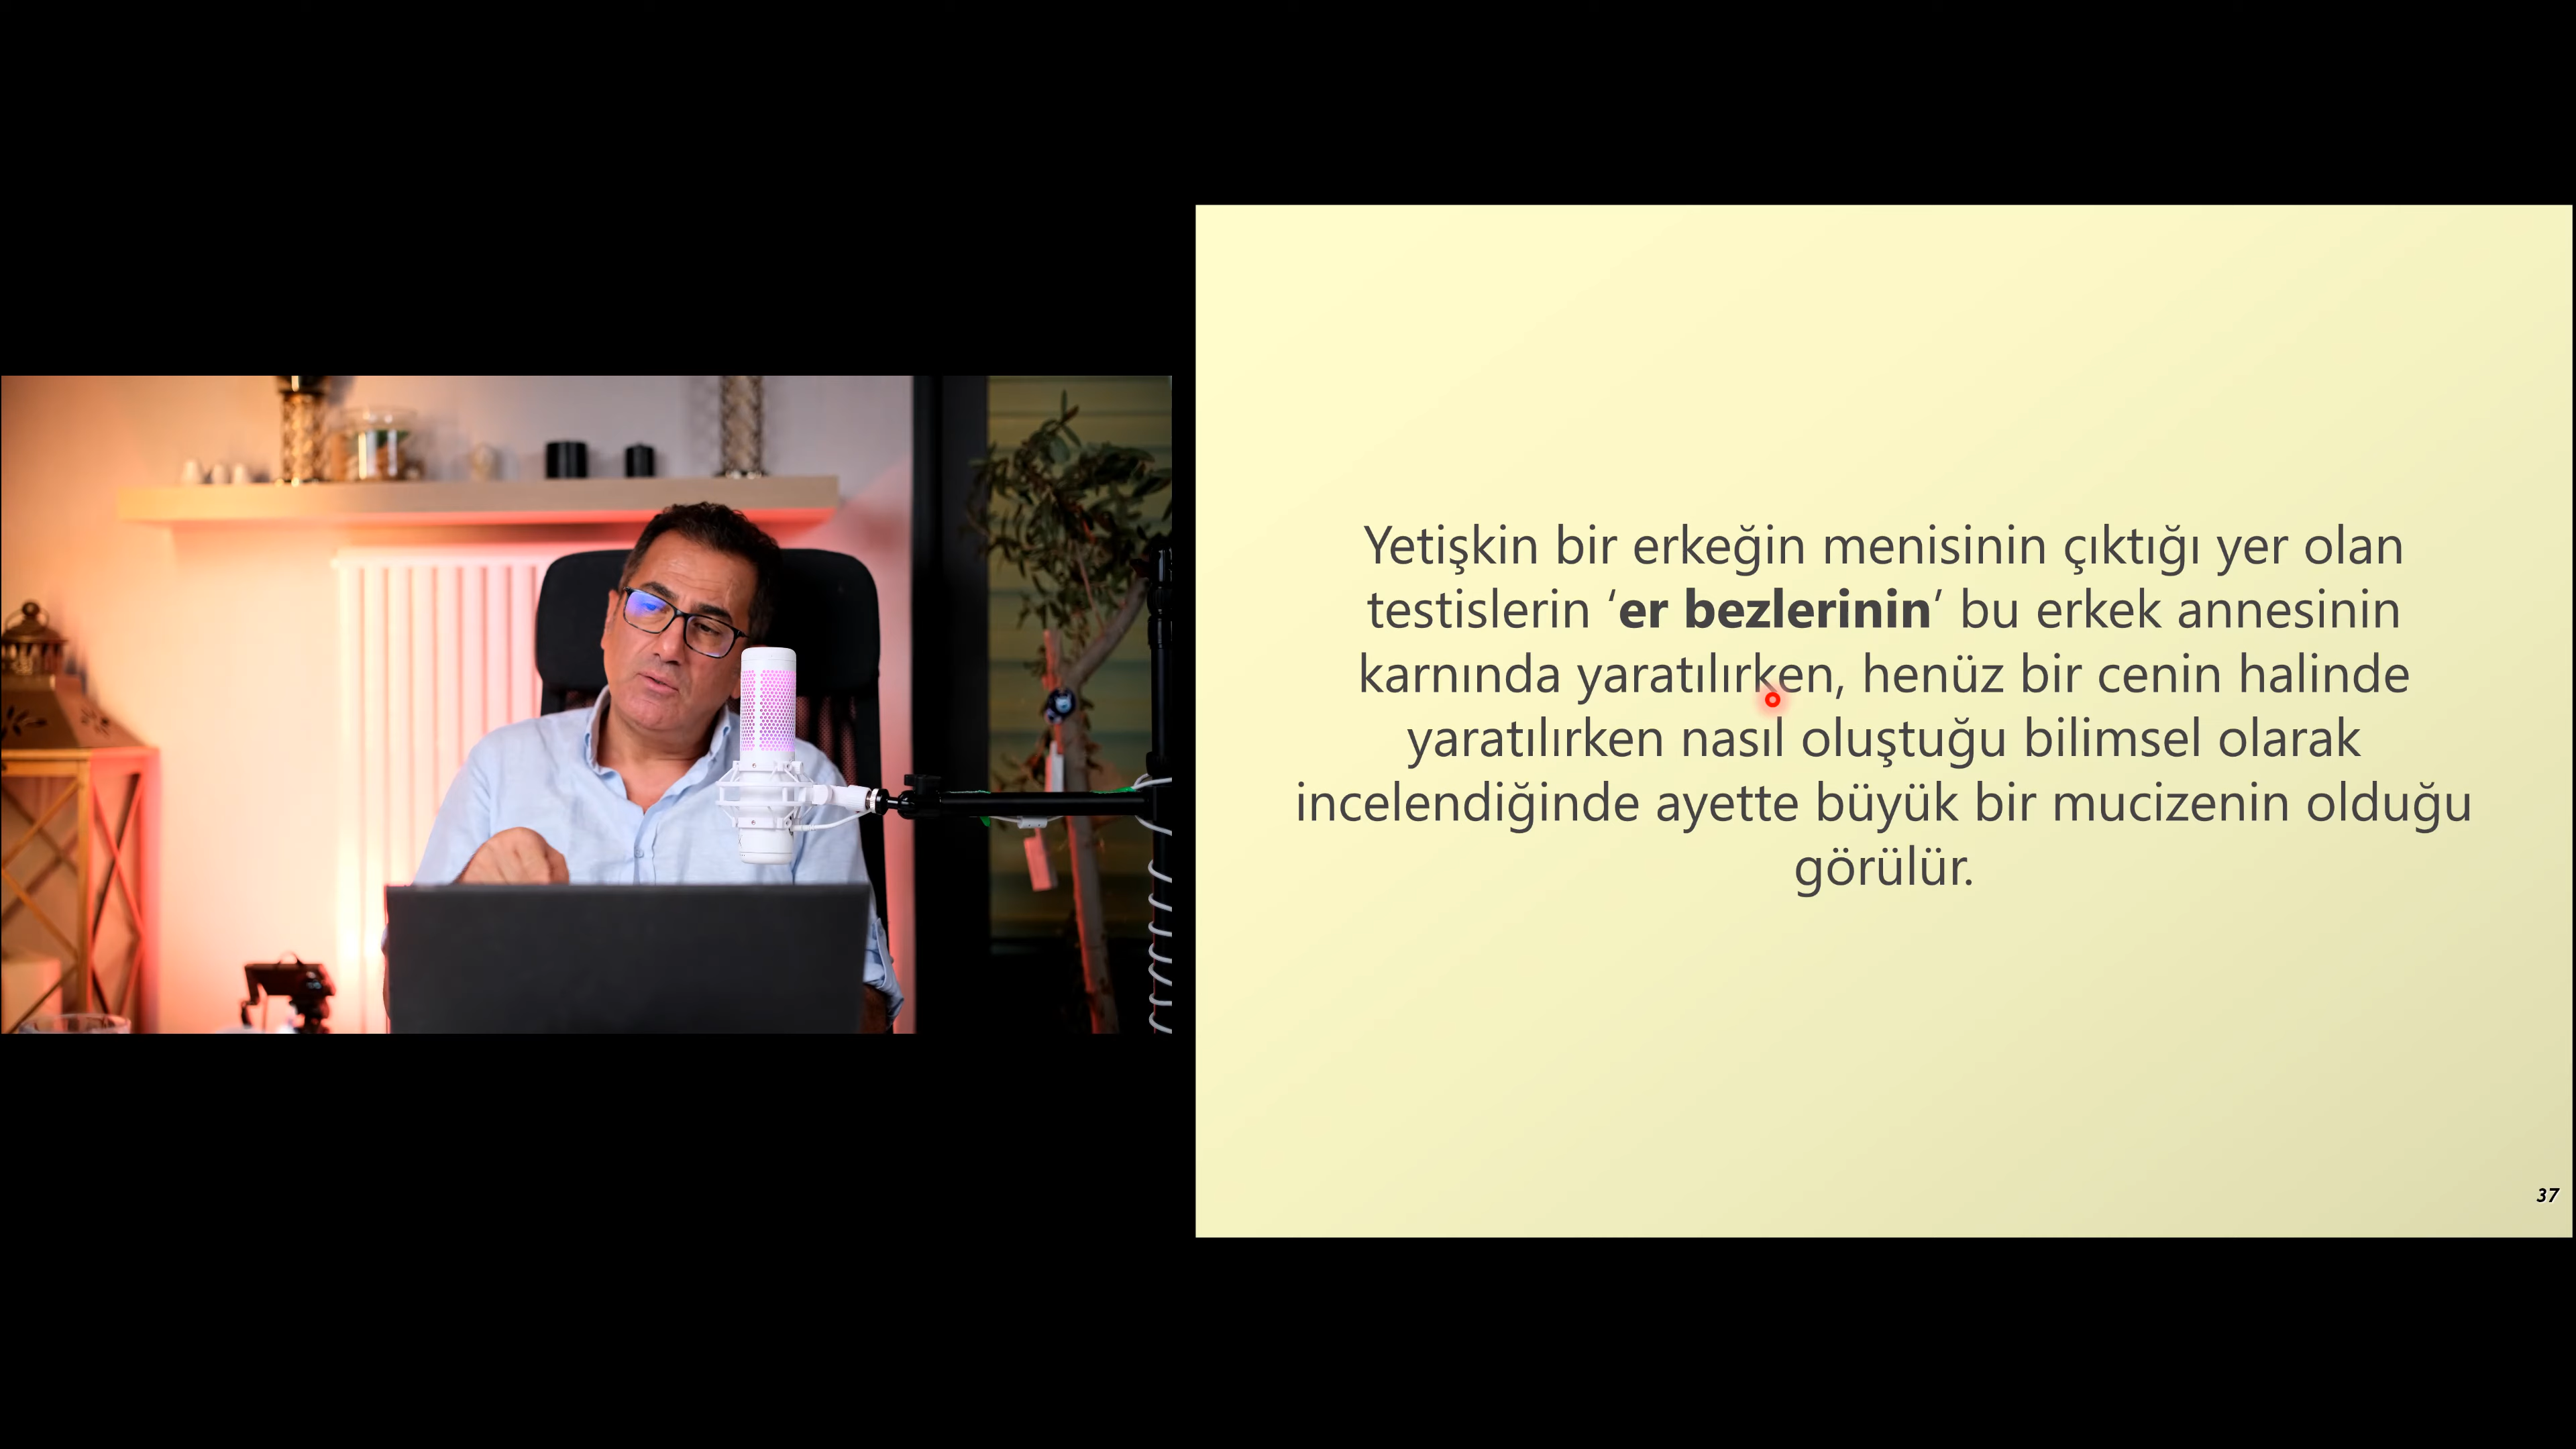 Yetişkin bir erkeğin menisinin çıktığı yer olan
testislerin ‘er bezlerinin’ bu erkek annesinin
karnında yaratılırken, henüz bir cenin halinde
yaratılırken nasıl oluştuğu bilimsel olarak
incelendiğinde ayette büyük bir mucizenin olduğu
görülür.
37